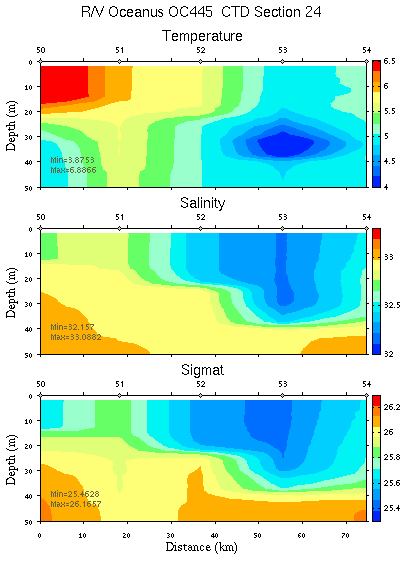 R/V Oceanus OC445 CTD Section 24
Temperature
50 51 52 53 54
0
10
20
30
40
50
Depth (m)
Min=3.8753
Max=6.8866
6.5
6
5.5
5
4.5
4
Salinity
50 51 52 53 54
0
10
20
30
40
50
Depth (m)
Min=32.157
Max=33.0882
33
32.5
32
Sigmat
50 51 52 53 54
0
10
20
30
40
50
Depth (m)
Min=25.4628
Max=26.1657
26.2
26
25.8
25.6
25.4
0 10 20 30 40 50 60 70
Distance (km)